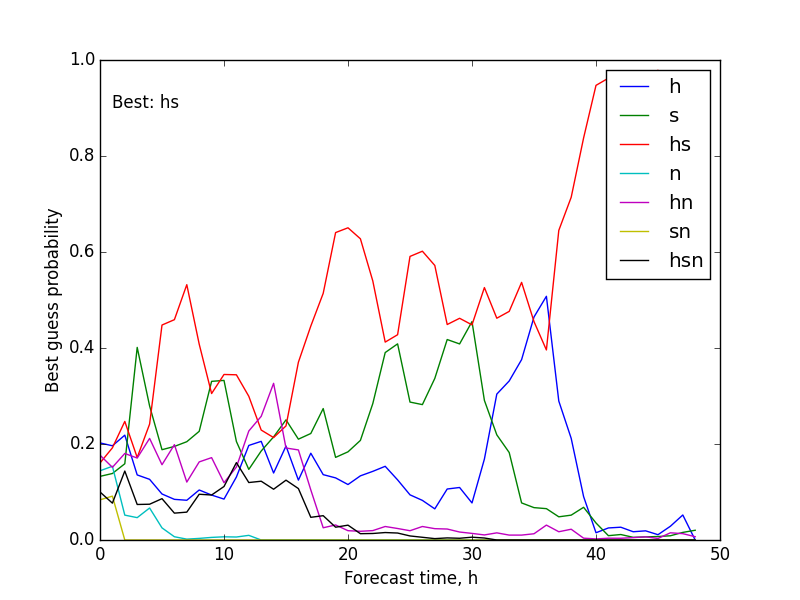 1.0
Best: hs
h
s
hs
n
hn
sn
hsn
0.8
0.6
0.4
0.2
0.0
Best guess probability
0 10 20 30 40 50
Forecast time, h